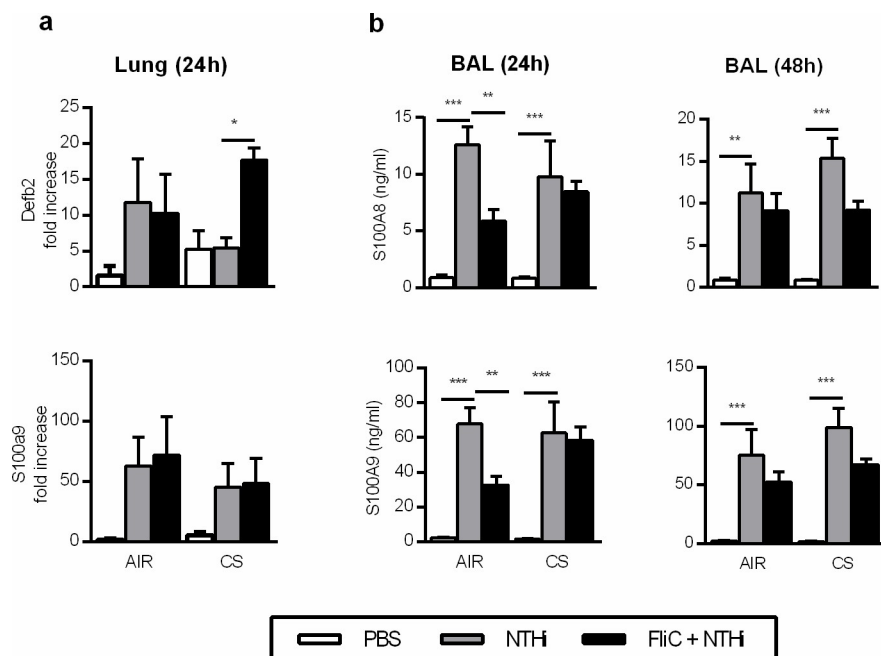 a
b
Lung (24h)
BAL (24h)
BAL (48h)
Defb2
fold increase
25
20
15
10
5
0
*
S100A8 (ng/ml)
15
10
5
0
***
**
***
20
15
10
5
0
**
***
S100a9
fold increase
150
100
50
0
AIR
CS
S100A9 (ng/ml)
100
80
60
40
20
0
***
**
***
AIR
CS
150
100
50
0
***
***
AIR
CS
PBS
NTHi
FliC + NTHi